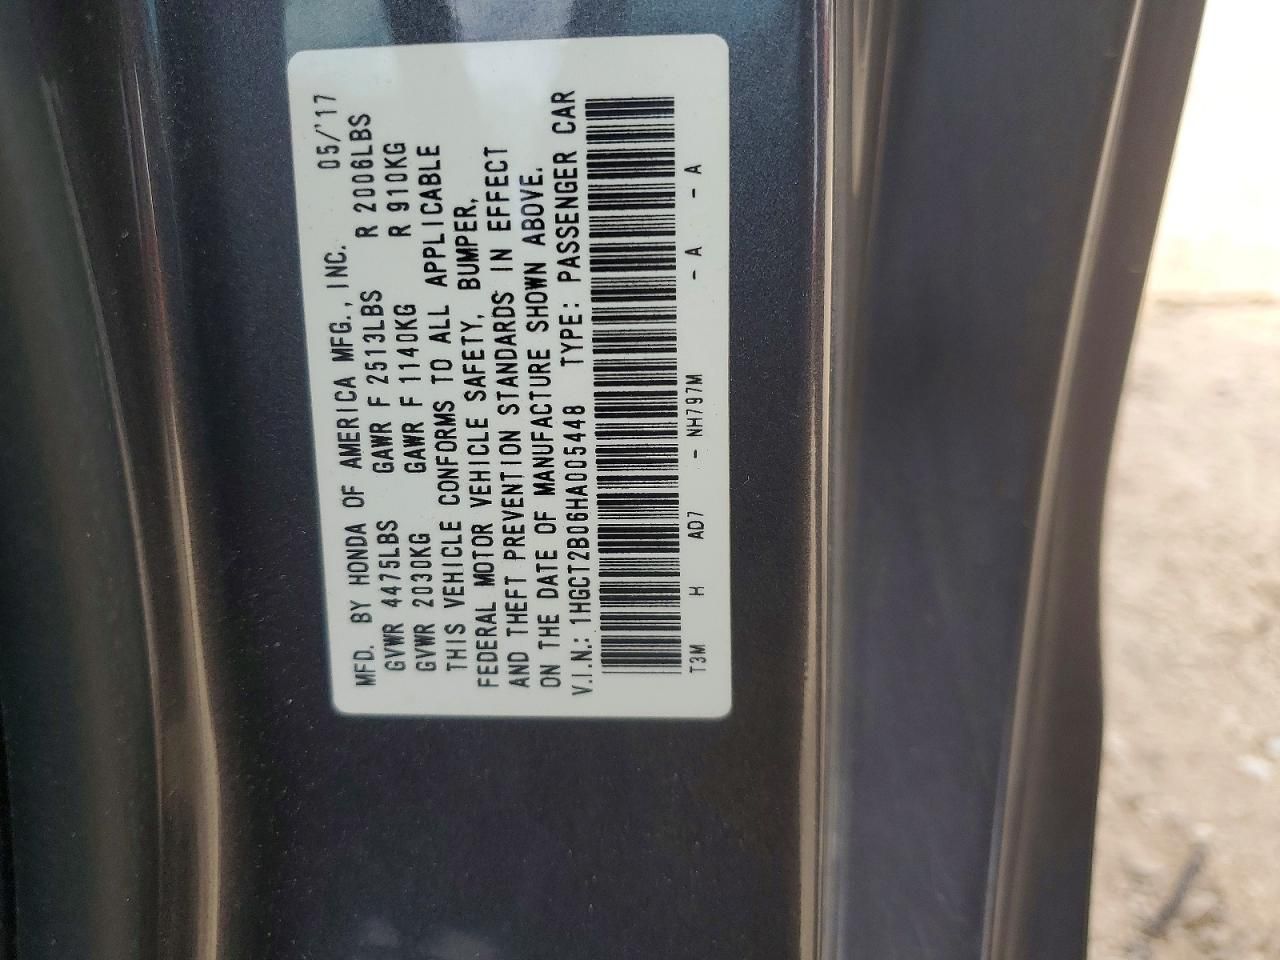 MFD. BY HONDA OF AMERICA MFG., INC. 05/'17
GVWR 4475LBS GAWR F 2513LBS R 2006LBS
GVWR 2030KG GAWR F 1140KG R 910KG
THIS VEHICLE CONFORMS TO ALL APPLICABLE
FEDERAL MOTOR VEHICLE SAFETY, BUMPER,
AND THEFT PREVENTION STANDARDS IN EFFECT
ON THE DATE OF MANUFACTURE SHOWN ABOVE.
V.I.N.: 1HGCT2B06HA005448 TYPE: PASSENGER CAR
T3M H AD7 - NH797M - A - A